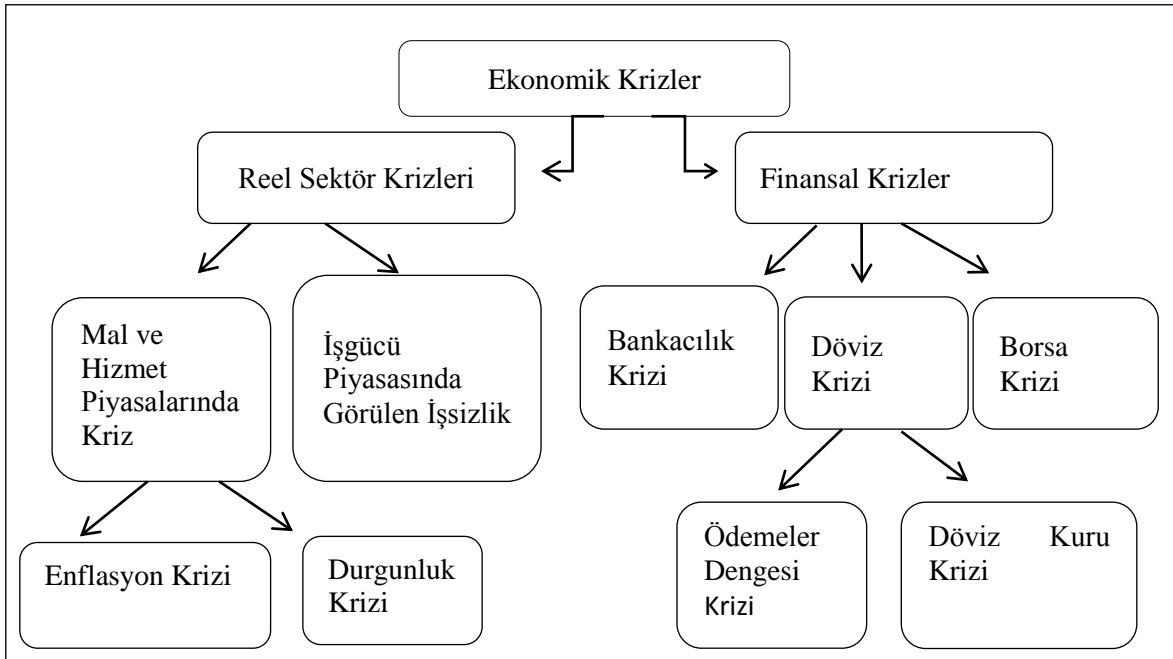 Ekonomik Krizler
Reel Sektör Krizleri
Finansal Krizler
Mal ve
Hizmet
Piyasalarında
Kriz
İşgücü
Piyasasında
Görülen İşsizlik
Bankacılık
Krizi
Döviz
Krizi
Borsa
Krizi
Enflasyon Krizi
Durgunluk
Krizi
Ödemeler
Dengesi
Krizi
Döviz Kuru
Krizi